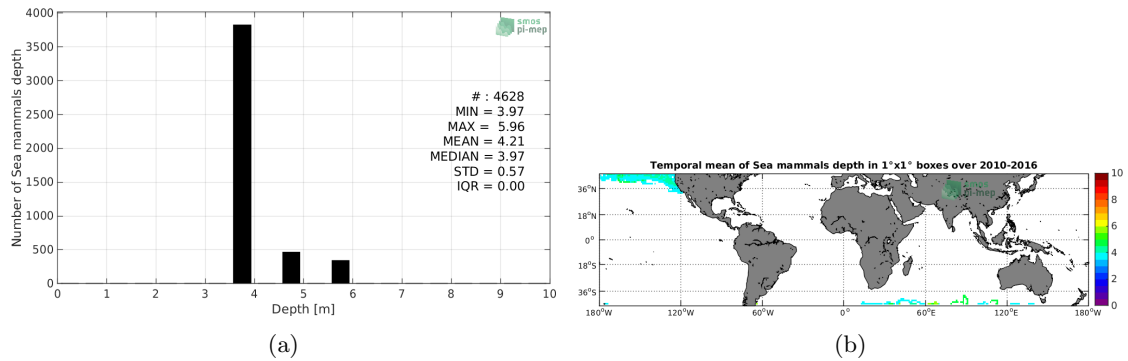 4000
3500
3000
2500
2000
1500
1000
500
0
Number of Sea mammals depth
smos
pi-mep
# : 4628
MIN = 3.97
MAX = 5.96
MEAN = 4.21
MEDIAN = 3.97
STD = 0.57
IQR = 0.00
0 1 2 3 4 5 6 7 8 9 10
Depth [m]
(a)
Temporal mean of Sea mammals depth in 1°x1° boxes over 2010-2016
smos
pi-mep
36°N
18°N
0°
18°S
36°S
180°W 120°W 60°W 0° 60°E 120°E 180°E
10
8
6
4
2
0
(b)